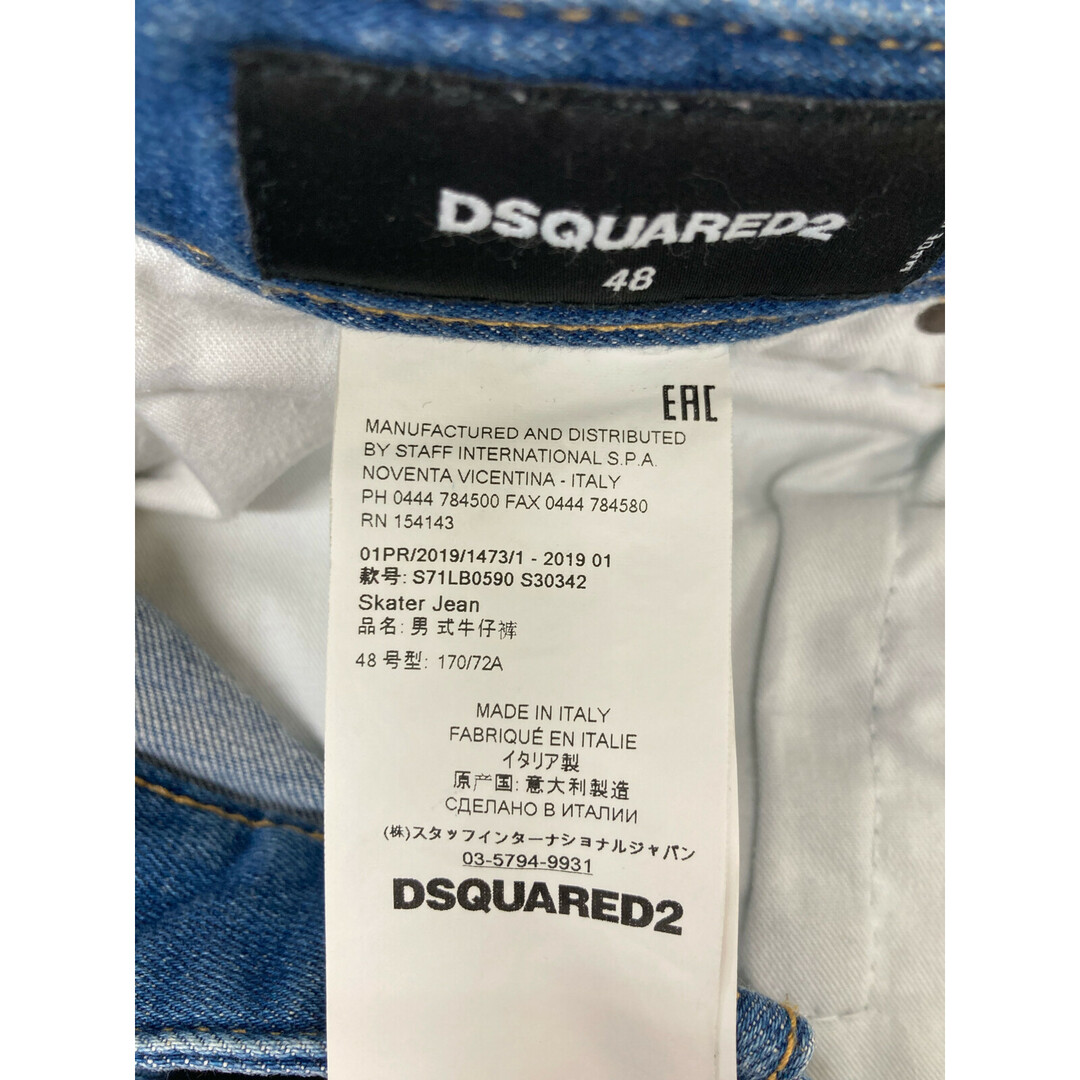 DSQUARED2
48
MADE
EAC
MANUFACTURED AND DISTRIBUTED
BY STAFF INTERNATIONAL S.P.A.
NOVENTA VICENTINA - ITALY
PH 0444 784500 FAX 0444 784580
RN 154143
01PR/2019/1473/1 - 2019 01
款号: S71LB0590 S30342
Skater Jean
品名: 男 式牛仔裤
48 号型: 170/72A
MADE IN ITALY
FABRIQUÉ EN ITALIE
イタリア製
原产国: 意大利製造
СДЕЛАНО В ИТАЛИИ
(株)スタッフインターナショナルジャパン
03-5794-9931
DSQUARED2